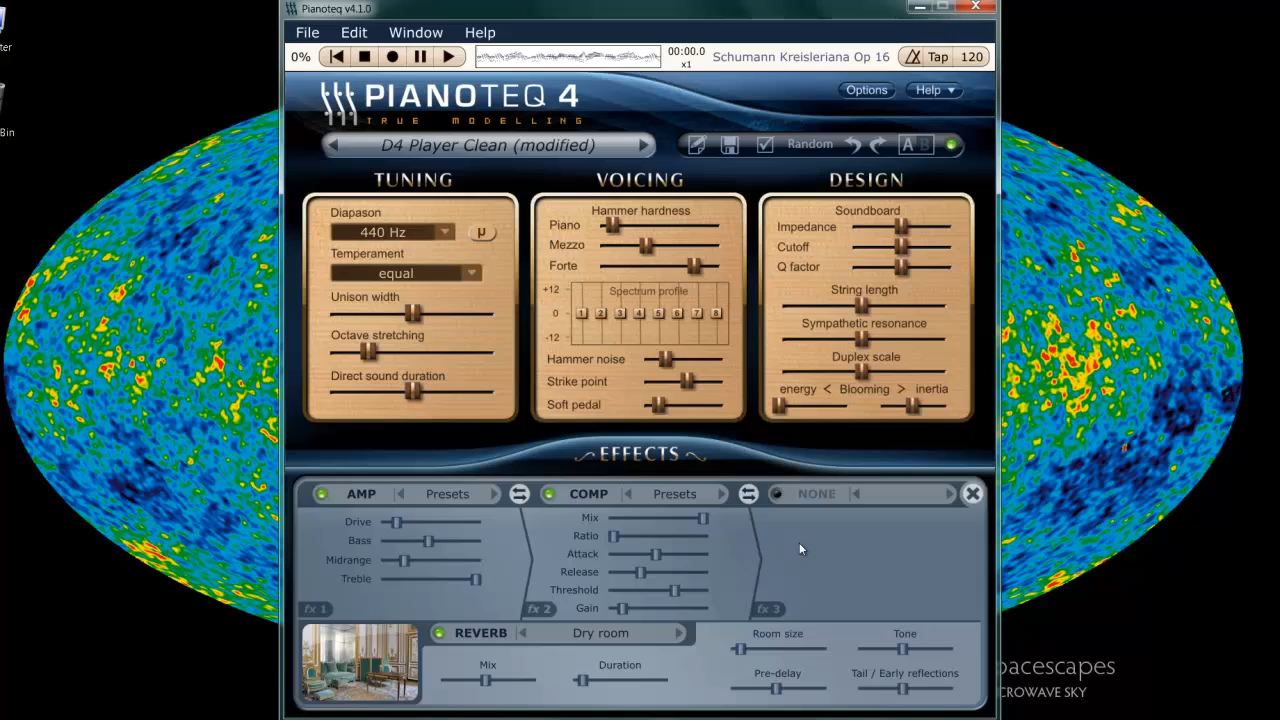 Pianoteq v4.1.0
File Edit Window Help
ter
0% 00:00.0 x1 Schumann Kreisleriana Op 16 Tap 120
PIANOTEQ 4
TRUE MODELLING
Options Help
D4 Player Clean (modified)
Random A B
Bin
TUNING
Diapason
440 Hz µ
Temperament
equal
Unison width
Octave stretching
Direct sound duration
VOICING
Hammer hardness
Piano
Mezzo
Forte
Spectrum profile
+12
0 1 2 3 4 5 6 7 8
-12
Hammer noise
Strike point
Soft pedal
DESIGN
Soundboard
Impedance
Cutoff
Q factor
String length
Sympathetic resonance
Duplex scale
energy < Blooming > inertia
EFFECTS
AMP Presets
Drive
Bass
Midrange
Treble
fx 1
COMP Presets
Mix
Ratio
Attack
Release
Threshold
Gain
fx 2
NONE
fx 3
REVERB Dry room
Mix Duration
Room size Tone
Pre-delay Tail / Early reflections
pacescapes
CROWAVE SKY